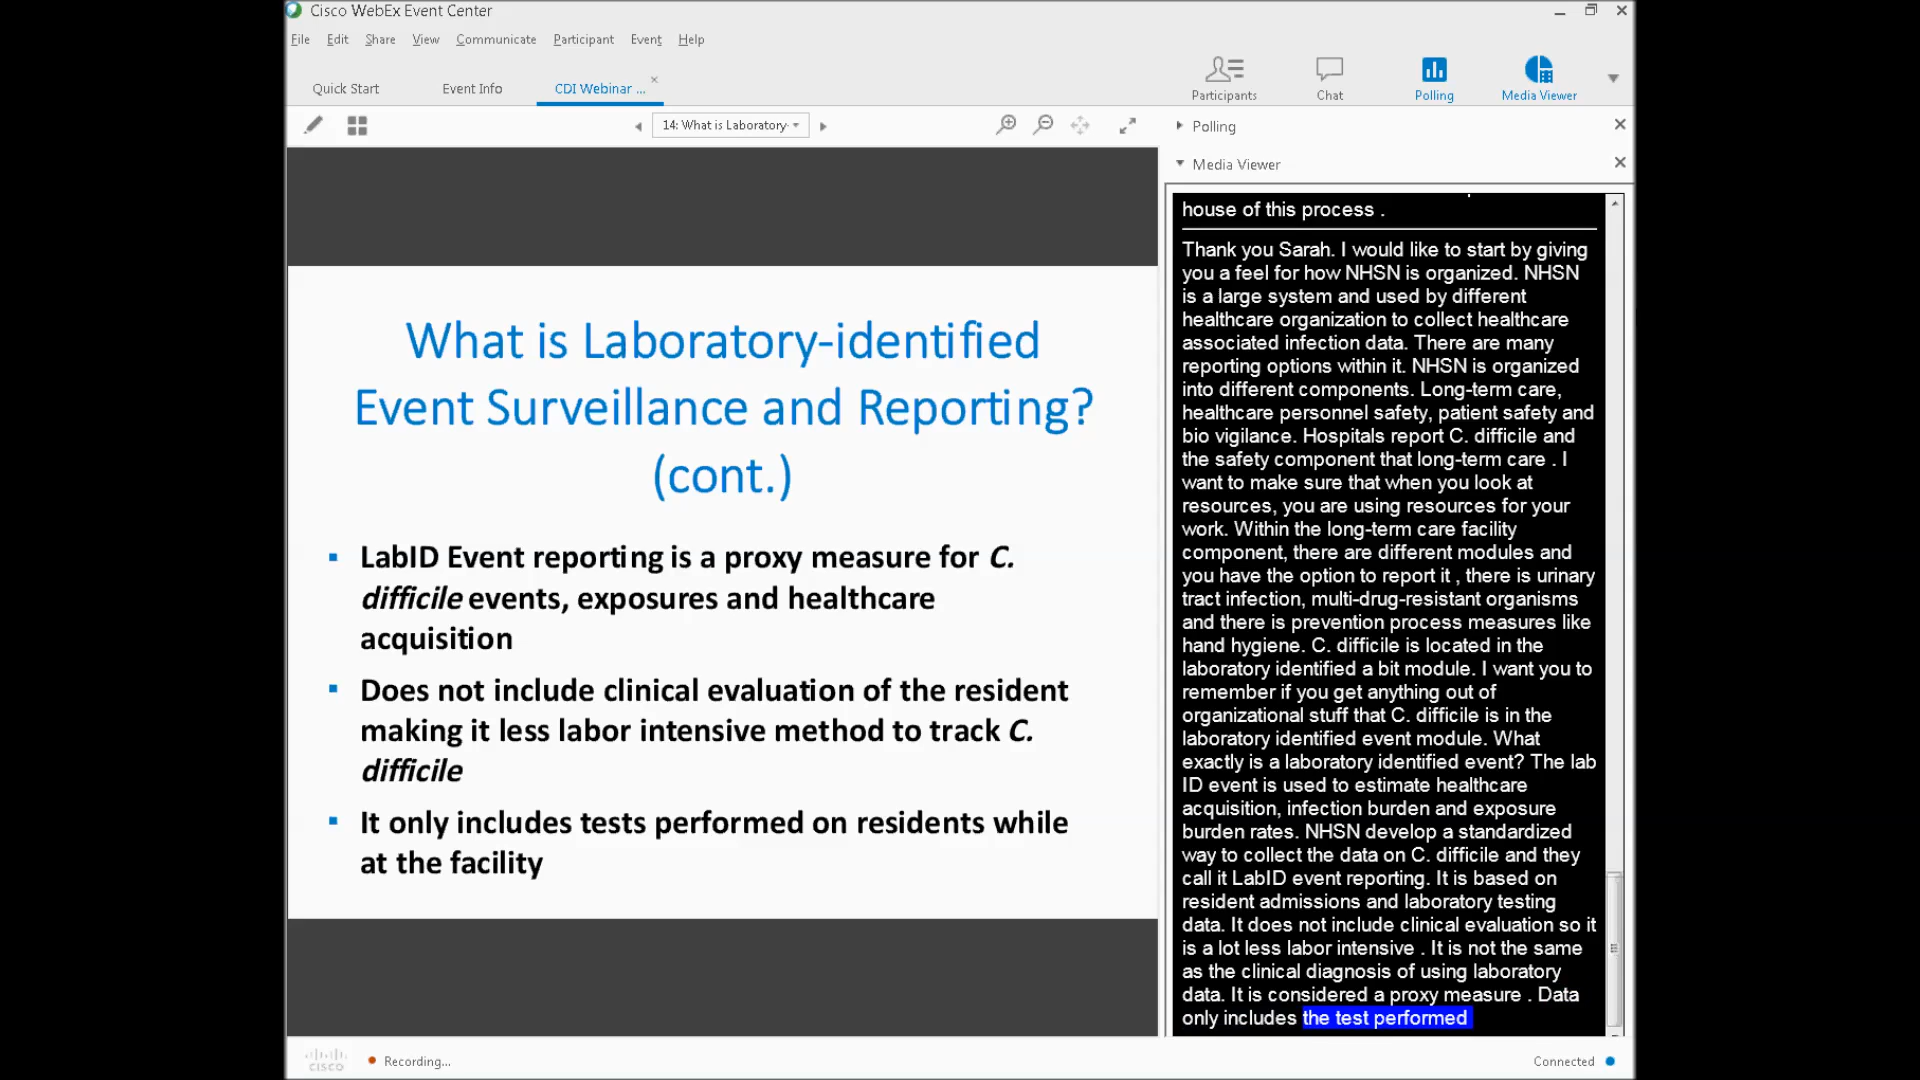 Cisco WebEx Event Center
File Edit Share View Communicate Participant Event Help
Quick Start Event Info CDI Webinar ...
Participants Chat Polling Media Viewer
14: What is Laboratory-
Polling
Media Viewer
What is Laboratory-identified
Event Surveillance and Reporting?
(cont.)
LabID Event reporting is a proxy measure for C.
difficile events, exposures and healthcare
acquisition
Does not include clinical evaluation of the resident
making it less labor intensive method to track C.
difficile
It only includes tests performed on residents while
at the facility
house of this process .
Thank you Sarah. I would like to start by giving
you a feel for how NHSN is organized. NHSN
is a large system and used by different
healthcare organization to collect healthcare
associated infection data. There are many
reporting options within it. NHSN is organized
into different components. Long-term care,
healthcare personnel safety, patient safety and
bio vigilance. Hospitals report C. difficile and
the safety component that long-term care . I
want to make sure that when you look at
resources, you are using resources for your
work. Within the long-term care facility
component, there are different modules and
you have the option to report it , there is urinary
tract infection, multi-drug-resistant organisms
and there is prevention process measures like
hand hygiene. C. difficile is located in the
laboratory identified a bit module. I want you to
remember if you get anything out of
organizational stuff that C. difficile is in the
laboratory identified event module. What
exactly is a laboratory identified event? The lab
ID event is used to estimate healthcare
acquisition, infection burden and exposure
burden rates. NHSN develop a standardized
way to collect the data on C. difficile and they
call it LabID event reporting. It is based on
resident admissions and laboratory testing
data. It does not include clinical evaluation so it
is a lot less labor intensive . It is not the same
as the clinical diagnosis of using laboratory
data. It is considered a proxy measure . Data
only includes the test performed
cisco Recording... Connected